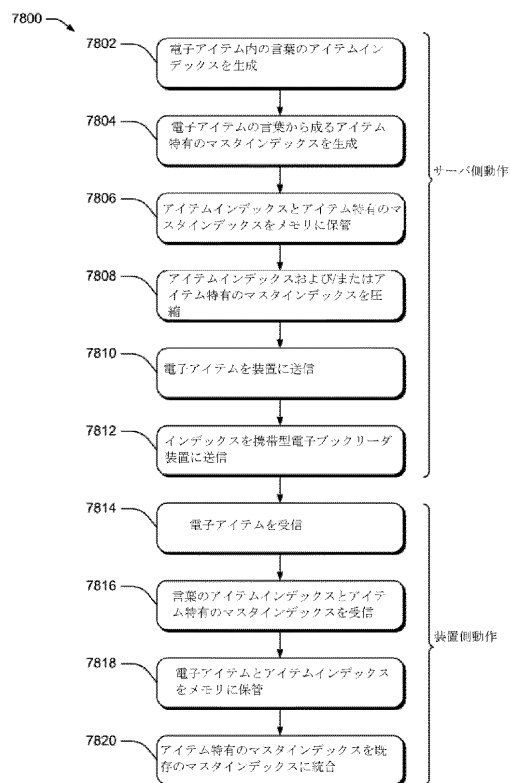 7800
7802
電子アイテム内の言葉のアイテムイン
デックスを生成
7804
電子アイテムの言葉から成るアイテム
特有のマスタインデックスを生成
7806
アイテムインデックスとアイテム特有のマ
スタインデックスをメモリに保管
サーバ側動作
7808
アイテムインデックスおよび/または
アイテム特有のマスタインデックスを圧
縮
7810
電子アイテムを装置に送信
7812
インデックスを携帯型電子ブックリーダ
装置に送信
7814
電子アイテムを受信
7816
言葉のアイテムインデックスとアイテ
ム特有のマスタインデックスを受信
装置側動作
7818
電子アイテムとアイテムインデックス
をメモリに保管
7820
アイテム特有のマスタインデックスを既
存のマスタインデックスに統合